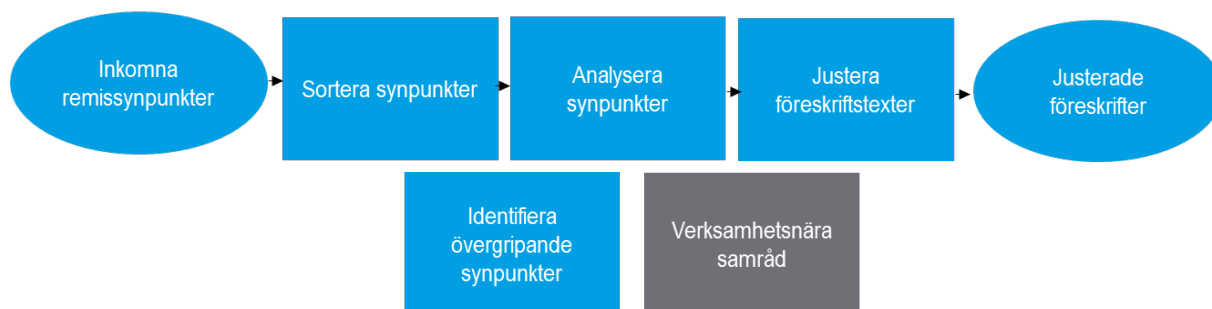 Inkomna
remissynpunkter
Sortera synpunkter
Analysera
synpunkter
Justera
föreskriftstexter
Justerade
föreskrifter
Identifiera
övergripande
synpunkter
Verksamhetsnära
samråd